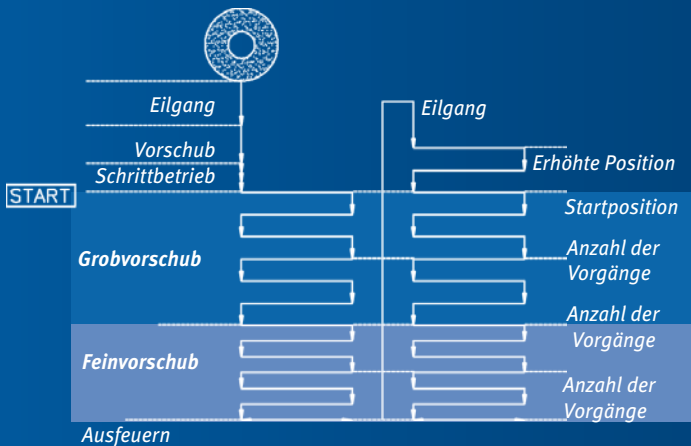 Eilgang
Eilgang
Vorschub
Schrittbetrieb
Erhöhte Position
START
Startposition
Grobvorschub
Anzahl der
Vorgänge
Anzahl der
Vorgänge
Feinvorschub
Anzahl der
Vorgänge
Ausfeuern